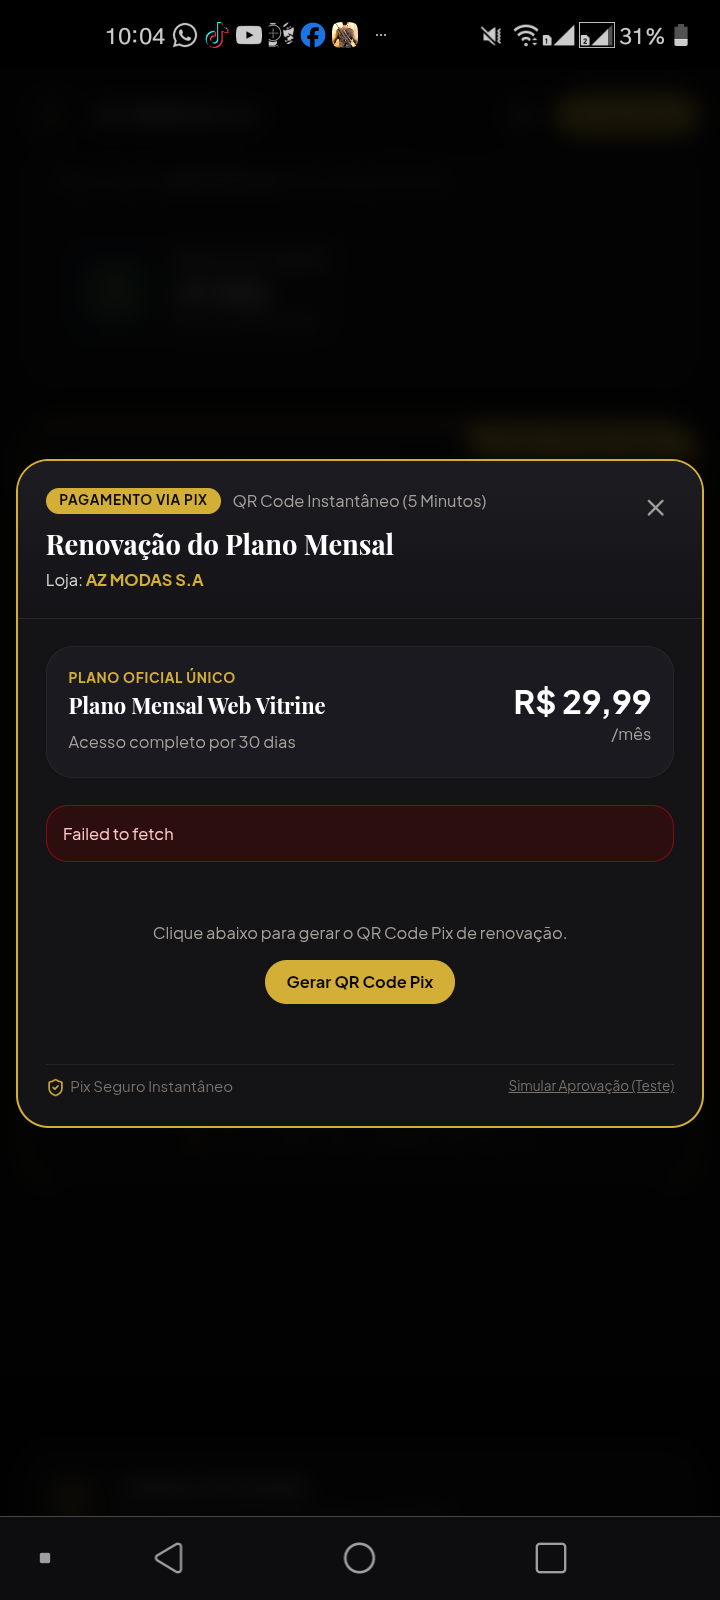 10:04
31%
PAGAMENTO VIA PIX QR Code Instantâneo (5 Minutos)
Renovação do Plano Mensal
Loja: AZ MODAS S.A
PLANO OFICIAL ÚNICO
Plano Mensal Web Vitrine
R$ 29,99
Acesso completo por 30 dias
/mês
Failed to fetch
Clique abaixo para gerar o QR Code Pix de renovação.
Gerar QR Code Pix
Pix Seguro Instantâneo
Simular Aprovação (Teste)